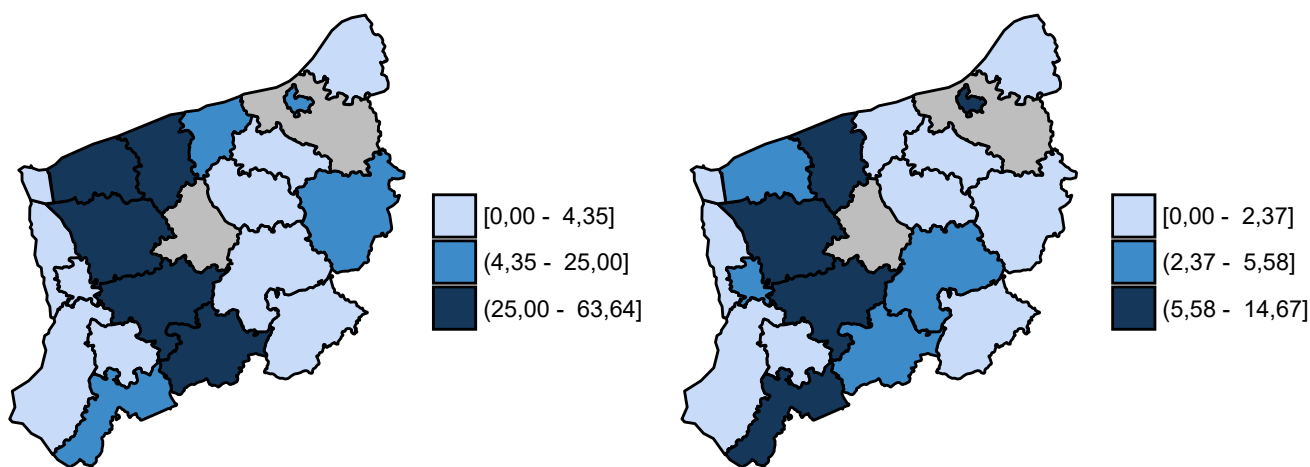 [0,00 - 4,35]
(4,35 - 25,00]
(25,00 - 63,64]
[0,00 - 2,37]
(2,37 - 5,58]
(5,58 - 14,67]